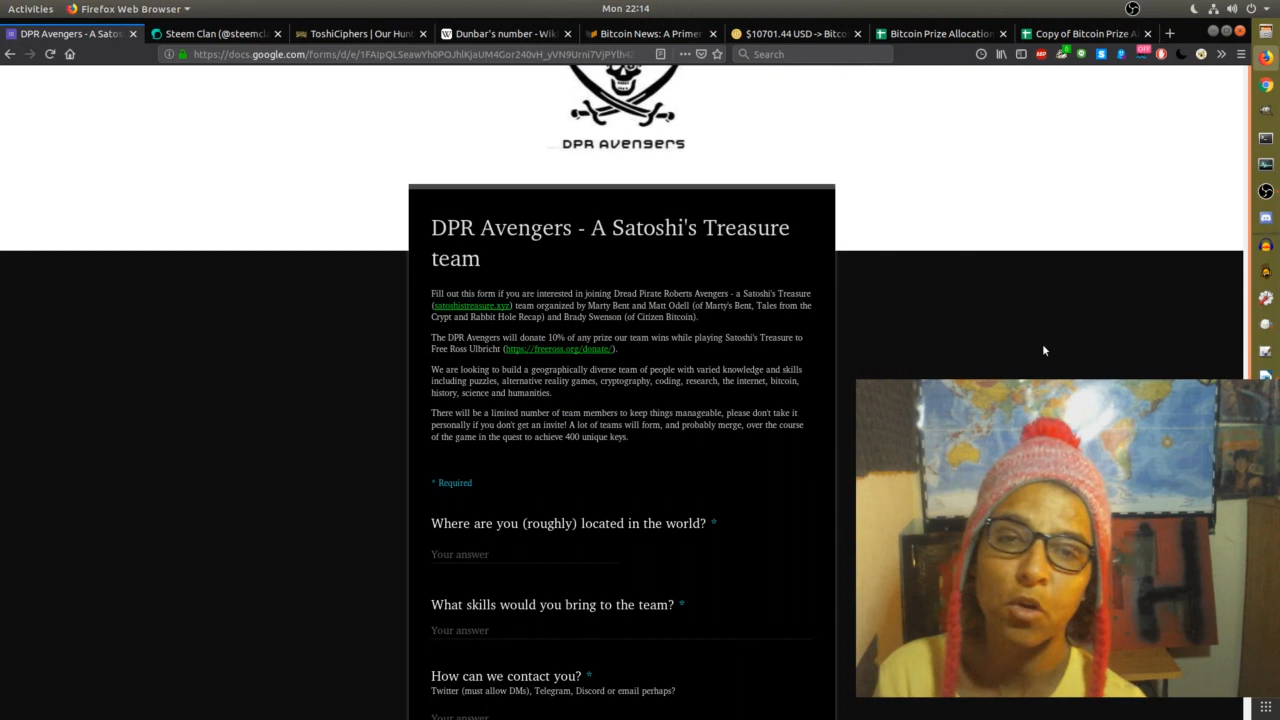 Activities
Firefox Web Browser
Mon 22:14
DPR Avengers - A Satos
Steem Clan (@steemcl
ToshiCiphers | Our Hunt
Dunbar's number - Wiki
Bitcoin News: A Primer
$10701.44 USD -> Bitco
Bitcoin Prize Allocation
Copy of Bitcoin Prize A
https://docs.google.com/forms/d/e/
Search
OFF
DPR AVENGERS
DPR Avengers - A Satoshi's Treasure
team
Fill out this form if you are interested in joining Dread Pirate Roberts Avengers - a Satoshi's Treasure
(satoshistreasure.xyz) team organized by Marty Bent and Matt Odell (of Marty's Bent, Tales from the
Crypt and Rabbit Hole Recap) and Brady Swenson (of Citizen Bitcoin).
The DPR Avengers will donate 10% of any prize our team wins while playing Satoshi's Treasure to
Free Ross Ulbricht (https://freeross.org/donate/).
We are looking to build a geographically diverse team of people with varied knowledge and skills
including puzzles, alternative reality games, cryptography, coding, research, the internet, bitcoin,
history, science and humanities.
There will be a limited number of team members to keep things manageable, please don't take it
personally if you don't get an invite! A lot of teams will form, and probably merge, over the course
of the game in the quest to achieve 400 unique keys.
* Required
Where are you (roughly) located in the world? *
Your answer
What skills would you bring to the team? *
Your answer
How can we contact you? *
Twitter (must allow DMs), Telegram, Discord or email perhaps?
Your answer